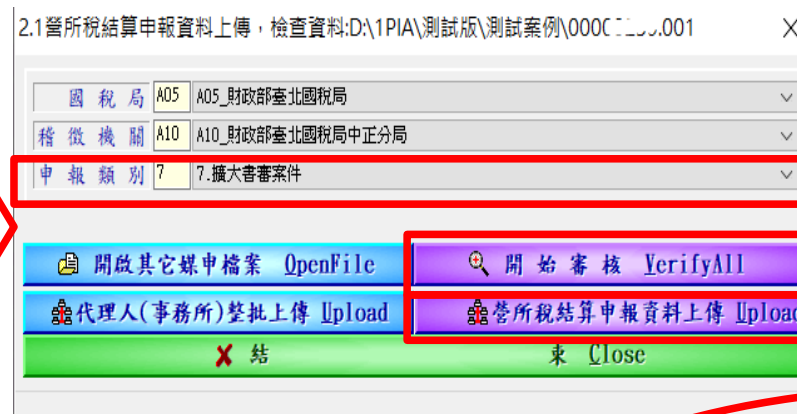 2.1營所稅結算申報資料上傳，檢查資料:D:\1PIA\測試版\測試案例\000 .001
國稅局 A05 A05_財政部臺北國稅局
稽徵機關 A10 A10_財政部臺北國稅局中正分局
申報類別 7 7.擴大書審案件
開啟其它媒申檔案 OpenFile 開始審核 VerifyAll
代理人(事務所)整批上傳 Upload 營所稅結算申報資料上傳 Upload
結束 Close